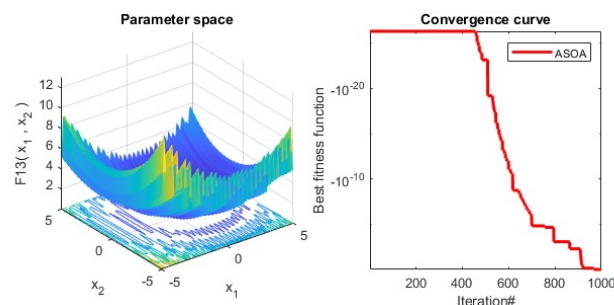 Parameter space
12
10
8
6
4
2
F13( x1 , x2 )
5
0
-5
x2
-5
0
5
x1
Convergence curve
ASOA
-10^-20
-10^-10
Best fitness function
200
400
600
800
1000
Iteration#